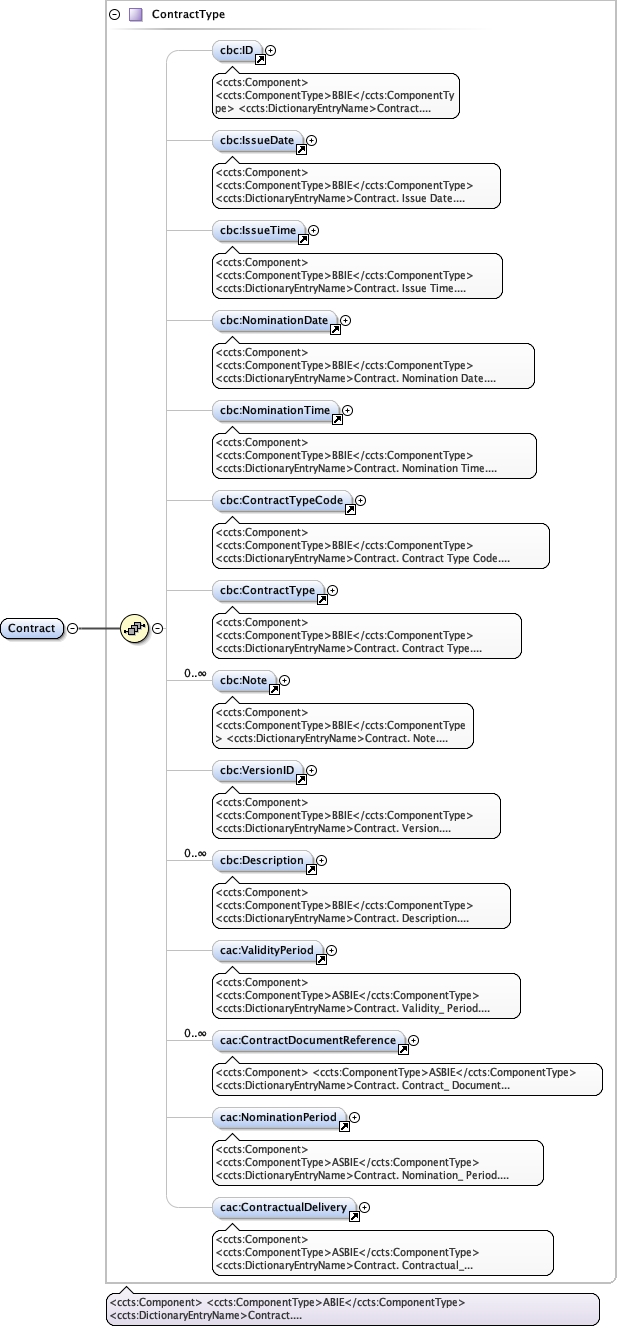 ContractType
cbc:ID
<ccts:Component>
<ccts:ComponentType>BBIE</ccts:ComponentTy
pe> <ccts:DictionaryEntryName>Contract....
cbc:IssueDate
<ccts:Component>
<ccts:ComponentType>BBIE</ccts:ComponentType>
<ccts:DictionaryEntryName>Contract. Issue Date....
cbc:IssueTime
<ccts:Component>
<ccts:ComponentType>BBIE</ccts:ComponentType>
<ccts:DictionaryEntryName>Contract. Issue Time....
cbc:NominationDate
<ccts:Component>
<ccts:ComponentType>BBIE</ccts:ComponentType>
<ccts:DictionaryEntryName>Contract. Nomination Date....
cbc:NominationTime
<ccts:Component>
<ccts:ComponentType>BBIE</ccts:ComponentType>
<ccts:DictionaryEntryName>Contract. Nomination Time....
cbc:ContractTypeCode
<ccts:Component>
<ccts:ComponentType>BBIE</ccts:ComponentType>
<ccts:DictionaryEntryName>Contract. Contract Type Code....
cbc:ContractType
<ccts:Component>
<ccts:ComponentType>BBIE</ccts:ComponentType>
<ccts:DictionaryEntryName>Contract. Contract Type....
Contract
0..∞ cbc:Note
<ccts:Component>
<ccts:ComponentType>BBIE</ccts:ComponentType
> <ccts:DictionaryEntryName>Contract. Note....
cbc:VersionID
<ccts:Component>
<ccts:ComponentType>BBIE</ccts:ComponentType>
<ccts:DictionaryEntryName>Contract. Version....
0..∞ cbc:Description
<ccts:Component>
<ccts:ComponentType>BBIE</ccts:ComponentType>
<ccts:DictionaryEntryName>Contract. Description....
cac:ValidityPeriod
<ccts:Component>
<ccts:ComponentType>ASBIE</ccts:ComponentType>
<ccts:DictionaryEntryName>Contract. Validity_ Period....
0..∞ cac:ContractDocumentReference
<ccts:Component> <ccts:ComponentType>ASBIE</ccts:ComponentType>
<ccts:DictionaryEntryName>Contract. Contract_ Document...
cac:NominationPeriod
<ccts:Component>
<ccts:ComponentType>ASBIE</ccts:ComponentType>
<ccts:DictionaryEntryName>Contract. Nomination_ Period....
cac:ContractualDelivery
<ccts:Component>
<ccts:ComponentType>ASBIE</ccts:ComponentType>
<ccts:DictionaryEntryName>Contract. Contractual_...
<ccts:Component> <ccts:ComponentType>ABIE</ccts:ComponentType>
<ccts:DictionaryEntryName>Contract....